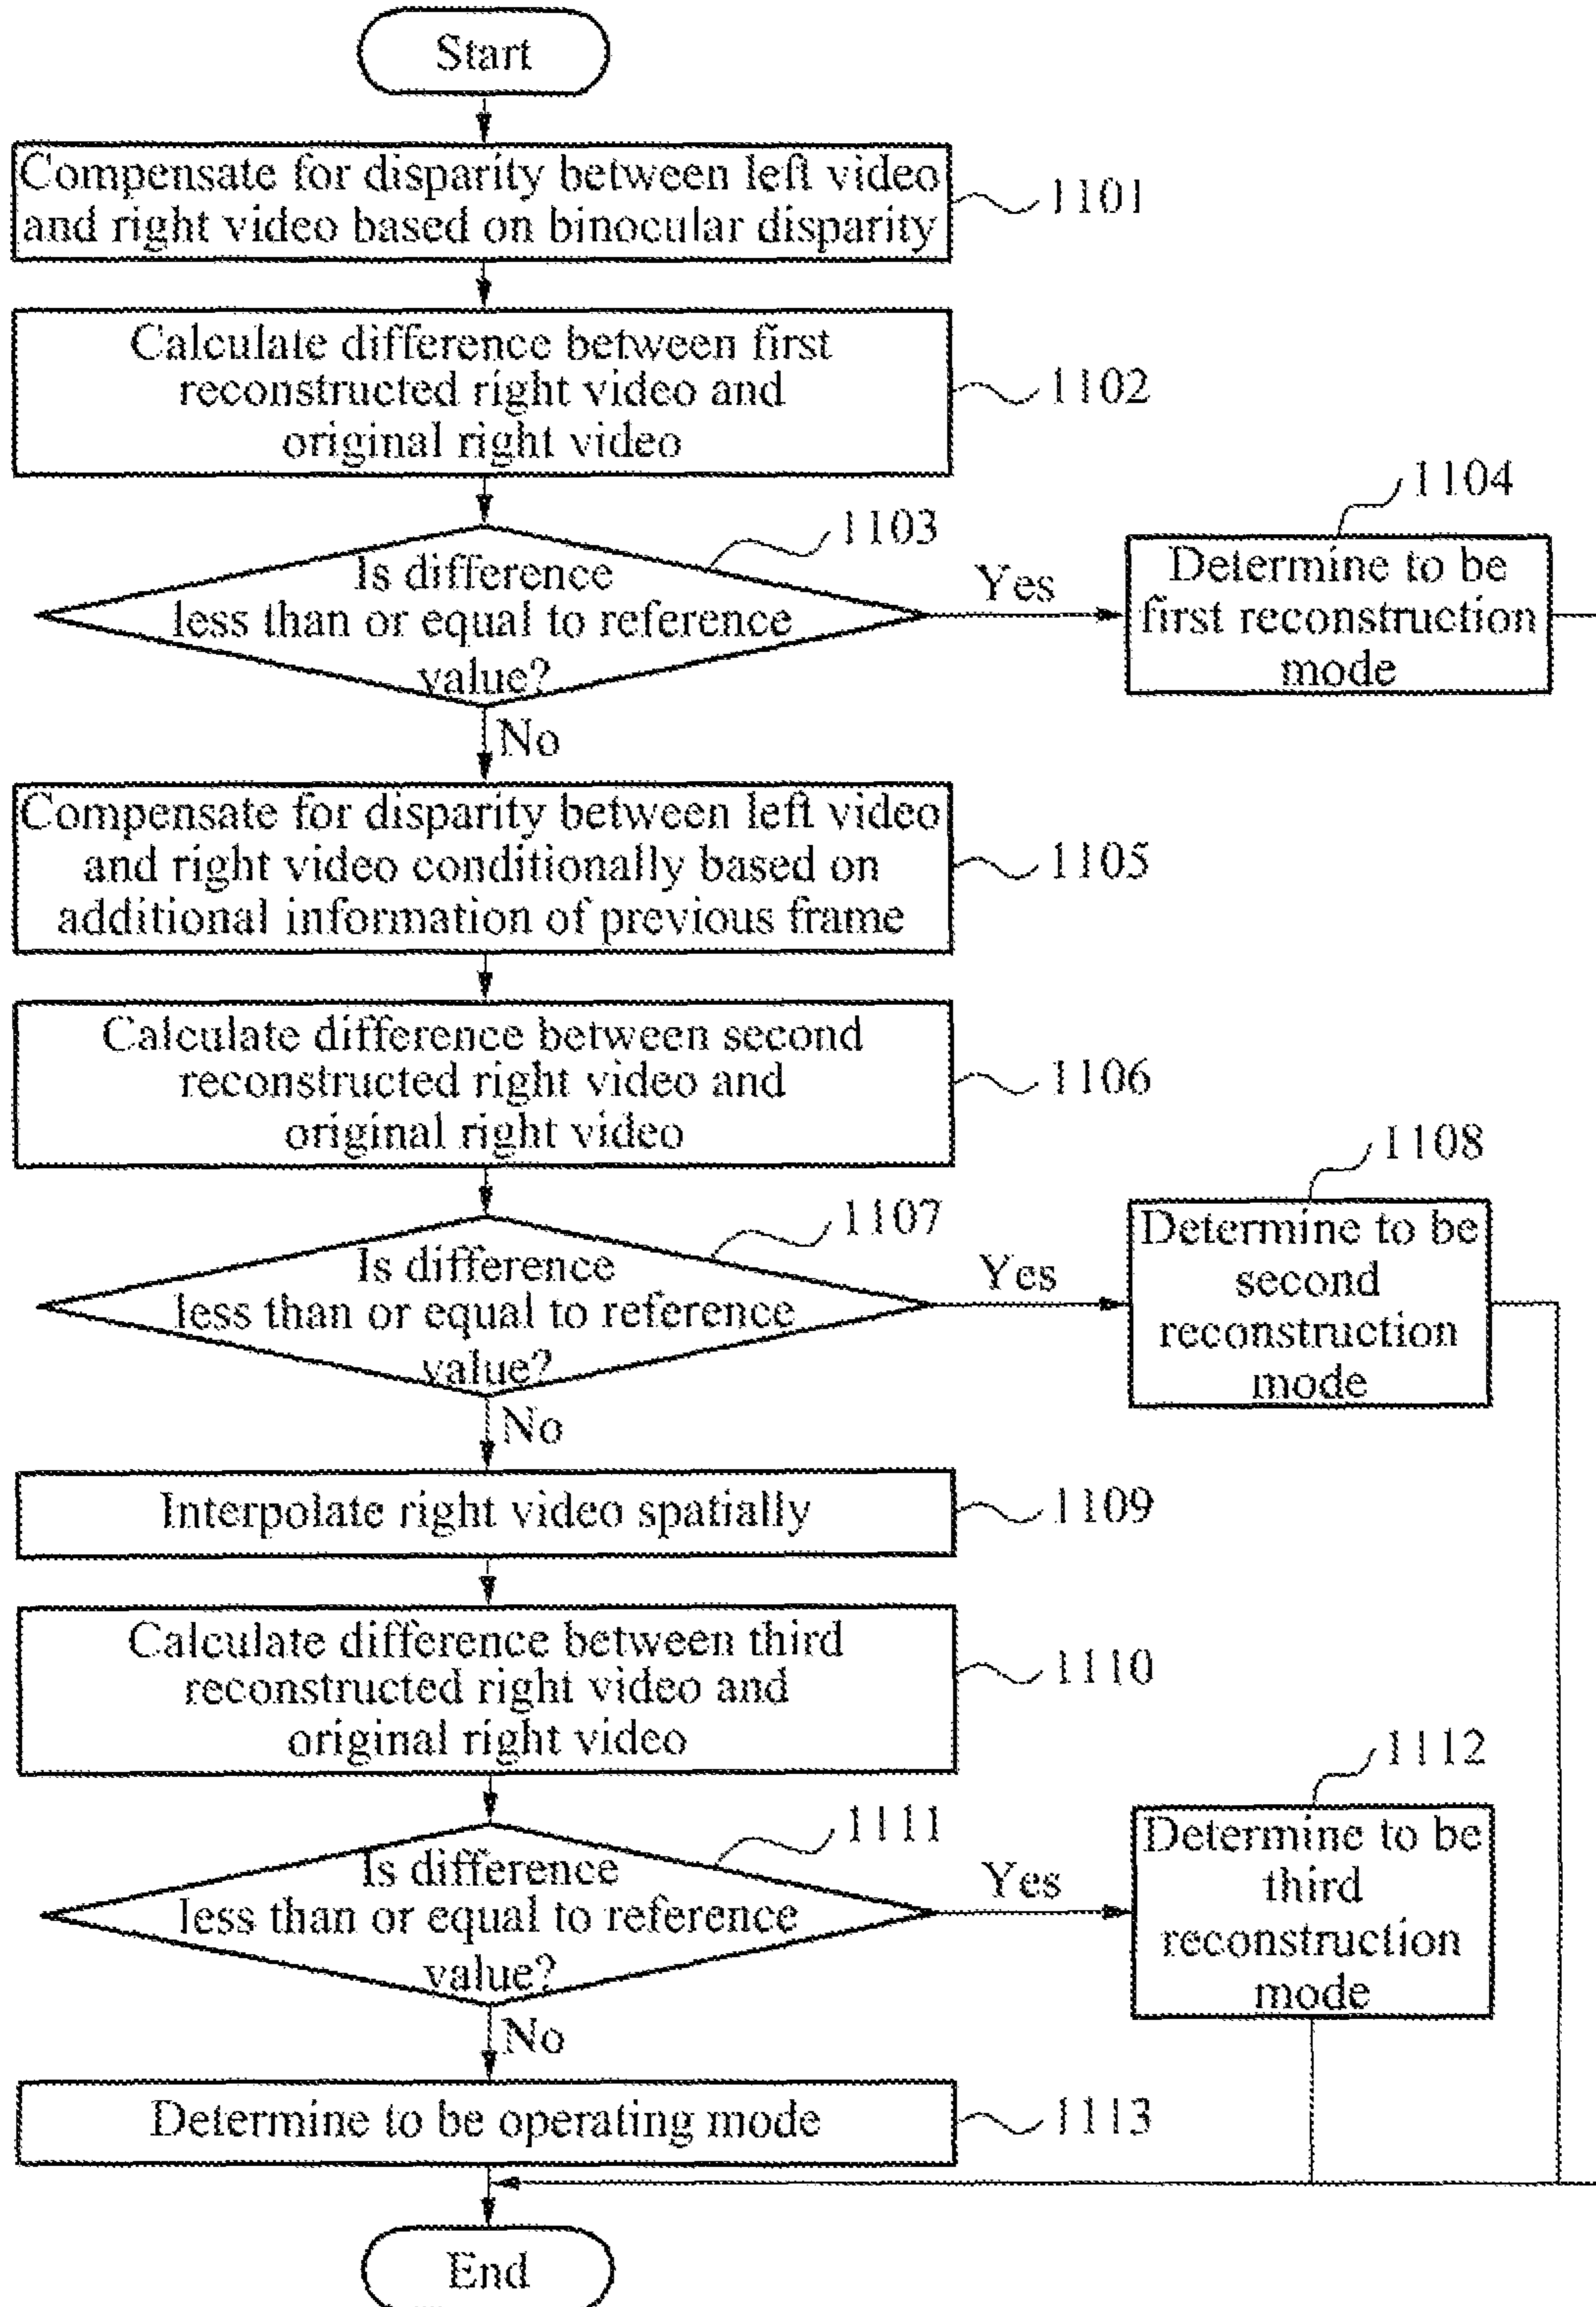 Start
Compensate for disparity between left video
and right video based on binocular disparity
1101
Calculate difference between first
reconstructed right video and
original right video
1102
1103
Is difference
less than or equal to reference
value?
Yes
1104
Determine to be
first reconstruction
mode
No
Compensate for disparity between left video
and right video conditionally based on
additional information of previous frame
1105
Calculate difference between second
reconstructed right video and
original right video
1106
1107
Is difference
less than or equal to reference
value?
Yes
1108
Determine to be
second
reconstruction
mode
No
Interpolate right video spatially
1109
Calculate difference between third
reconstructed right video and
original right video
1110
1111
Is difference
less than or equal to reference
value?
Yes
1112
Determine to be
third
reconstruction
mode
No
Determine to be operating mode
1113
End